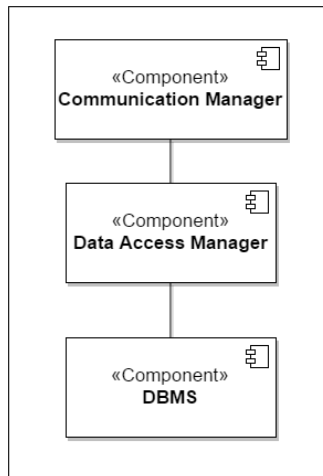 «Component»
Communication Manager
«Component»
Data Access Manager
«Component»
DBMS